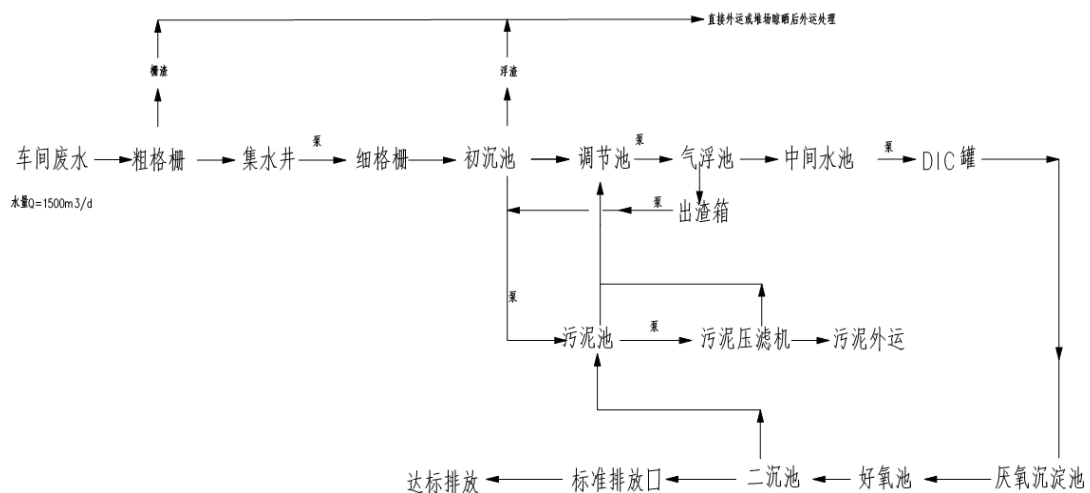 直接外运或堆场晾晒后外运处理
栅渣
浮渣
车间废水
粗格栅
集水井
泵
细格栅
初沉池
调节池
泵
气浮池
中间水池
泵
DIC罐
水量Q=1500m3/d
泵
出渣箱
泵
污泥池
泵
污泥压滤机
污泥外运
达标排放
标准排放口
二沉池
好氧池
厌氧沉淀池